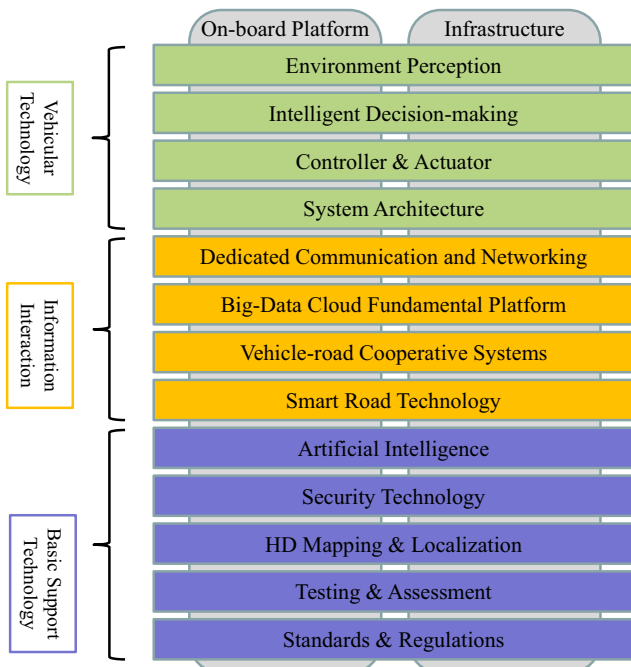 On-board Platform
Infrastructure
Vehicular
Technology
Environment Perception
Intelligent Decision-making
Controller & Actuator
System Architecture
Information
Interaction
Dedicated Communication and Networking
Big-Data Cloud Fundamental Platform
Vehicle-road Cooperative Systems
Smart Road Technology
Basic Support
Technology
Artificial Intelligence
Security Technology
HD Mapping & Localization
Testing & Assessment
Standards & Regulations